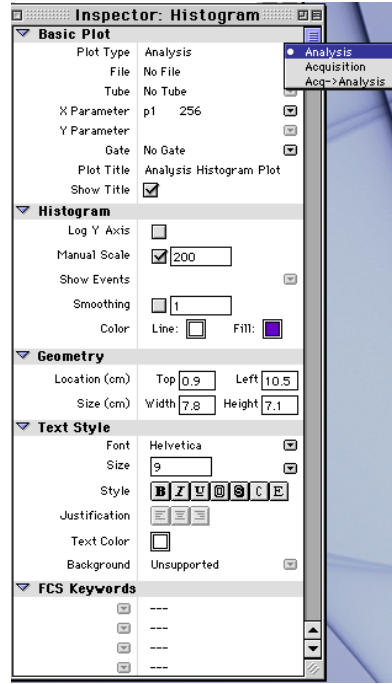 Inspector: Histogram
Basic Plot
Plot Type Analysis
Analysis
Acquisition
Acq->Analysis
File No File
Tube No Tube
X Parameter p1 256
Y Parameter
Gate No Gate
Plot Title Analysis Histogram Plot
Show Title
Histogram
Log Y Axis
Manual Scale 200
Show Events
Smoothing 1
Color Line: Fill:
Geometry
Location (cm) Top 0.9 Left 10.5
Size (cm) Width 7.8 Height 7.1
Text Style
Font Helvetica
Size 9
Style B I U O S C E
Justification
Text Color
Background Unsupported
FCS Keywords
---
---
---
---